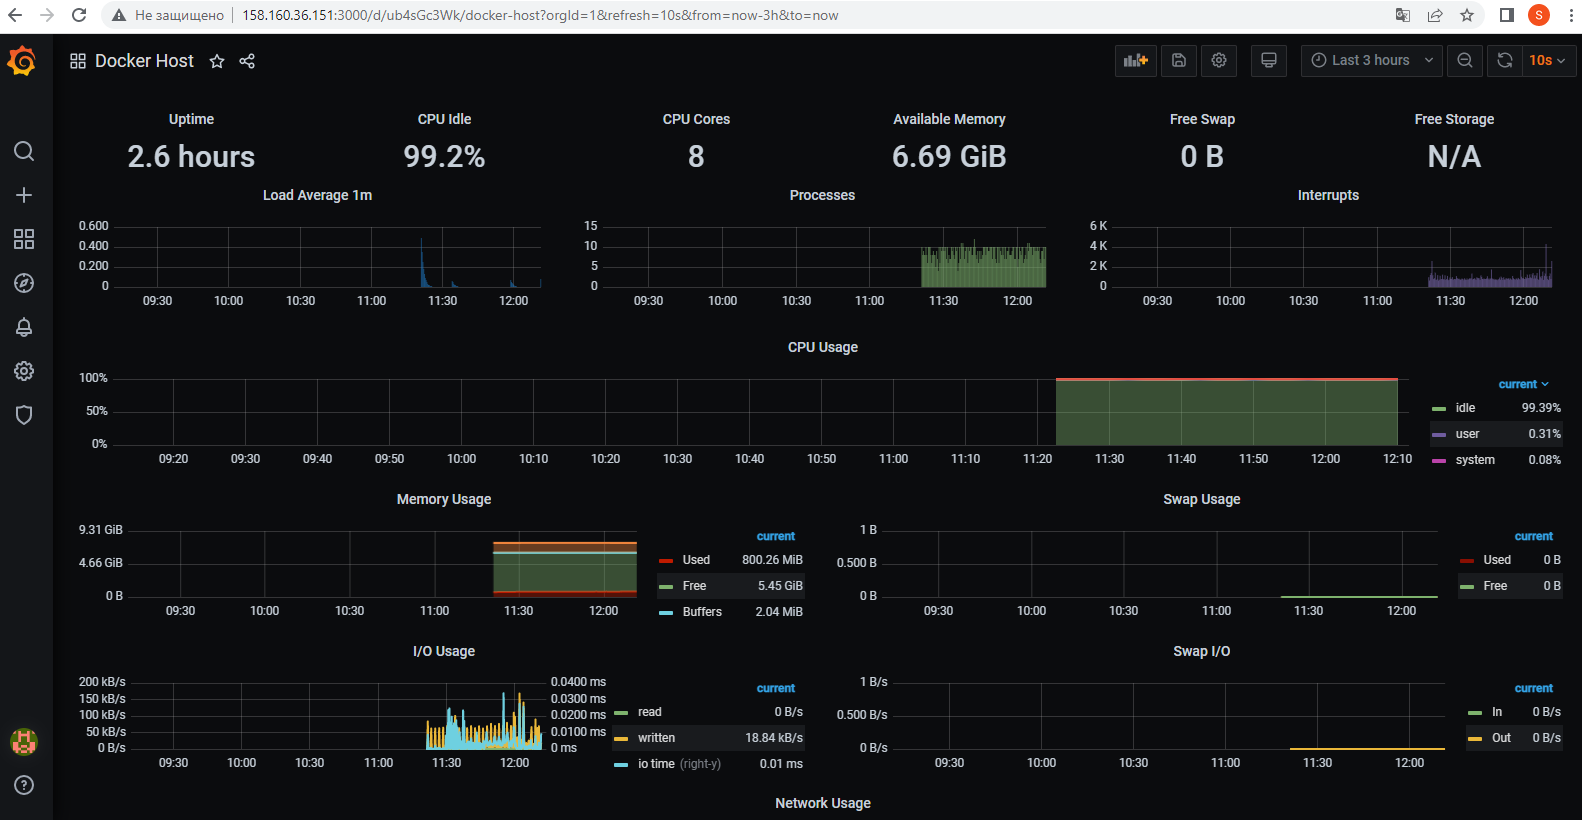 Не защищено 158.160.36.151:3000/d/ub4sGc3Wk/docker-host?orgId=1&refresh=10s&from=now-3h&to=now S
Docker Host Last 3 hours 10s
Uptime CPU Idle CPU Cores Available Memory Free Swap Free Storage
2.6 hours 99.2% 8 6.69 GiB 0 B N/A
Load Average 1m
0.600
0.400
0.200
0
09:30 10:00 10:30 11:00 11:30 12:00
Processes
15
10
5
0
09:30 10:00 10:30 11:00 11:30 12:00
Interrupts
6 K
4 K
2 K
0
09:30 10:00 10:30 11:00 11:30 12:00
CPU Usage
100%
50%
0%
09:20 09:30 09:40 09:50 10:00 10:10 10:20 10:30 10:40 10:50 11:00 11:10 11:20 11:30 11:40 11:50 12:00 12:10
current
idle 99.39%
user 0.31%
system 0.08%
Memory Usage
9.31 GiB
4.66 GiB
0 B
09:30 10:00 10:30 11:00 11:30 12:00
current
Used 800.26 MiB
Free 5.45 GiB
Buffers 2.04 MiB
Swap Usage
1 B
0.500 B
0 B
09:30 10:00 10:30 11:00 11:30 12:00
current
Used 0 B
Free 0 B
I/O Usage
200 kB/s 0.0400 ms
150 kB/s 0.0300 ms
100 kB/s 0.0200 ms
50 kB/s 0.0100 ms
0 B/s 0 ms
09:30 10:00 10:30 11:00 11:30 12:00
current
read 0 B/s
written 18.84 kB/s
io time (right-y) 0.01 ms
Swap I/O
1 B/s
0.500 B/s
0 B/s
09:30 10:00 10:30 11:00 11:30 12:00
current
In 0 B/s
Out 0 B/s
Network Usage